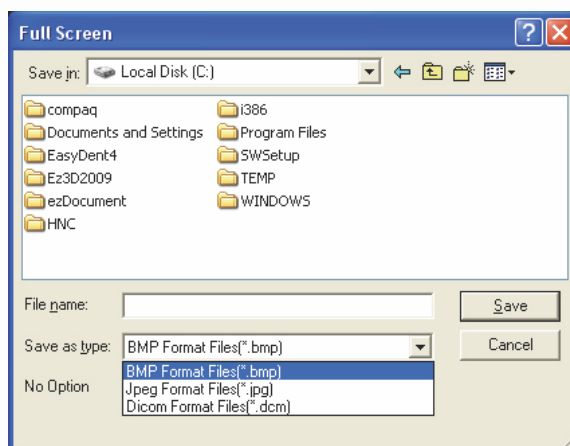 Full Screen
Save in: Local Disk (C:)
compaq
Documents and Settings
EasyDent4
Ez3D2009
ezDocument
HNC
i386
Program Files
SWSetup
TEMP
WINDOWS
File name:
Save
Save as type: BMP Format Files(*.bmp)
Cancel
BMP Format Files(*.bmp)
No Option
Jpeg Format Files(*.jpg)
Dicom Format Files(*.dcm)